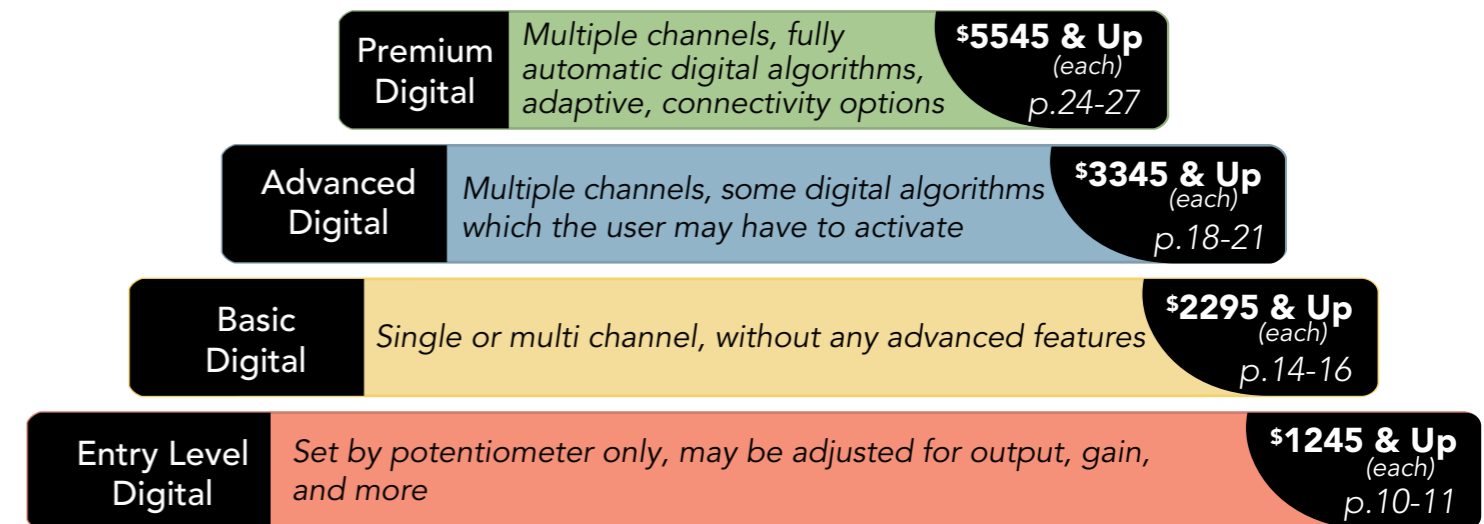 Premium
Digital
Multiple channels, fully
automatic digital algorithms,
adaptive, connectivity options
$5545 & Up
(each)
p.24-27
Advanced
Digital
Multiple channels, some digital algorithms
which the user may have to activate
$3345 & Up
(each)
p.18-21
Basic
Digital
Single or multi channel, without any advanced features
$2295 & Up
(each)
p.14-16
Entry Level
Digital
Set by potentiometer only, may be adjusted for output, gain,
and more
$1245 & Up
(each)
p.10-11